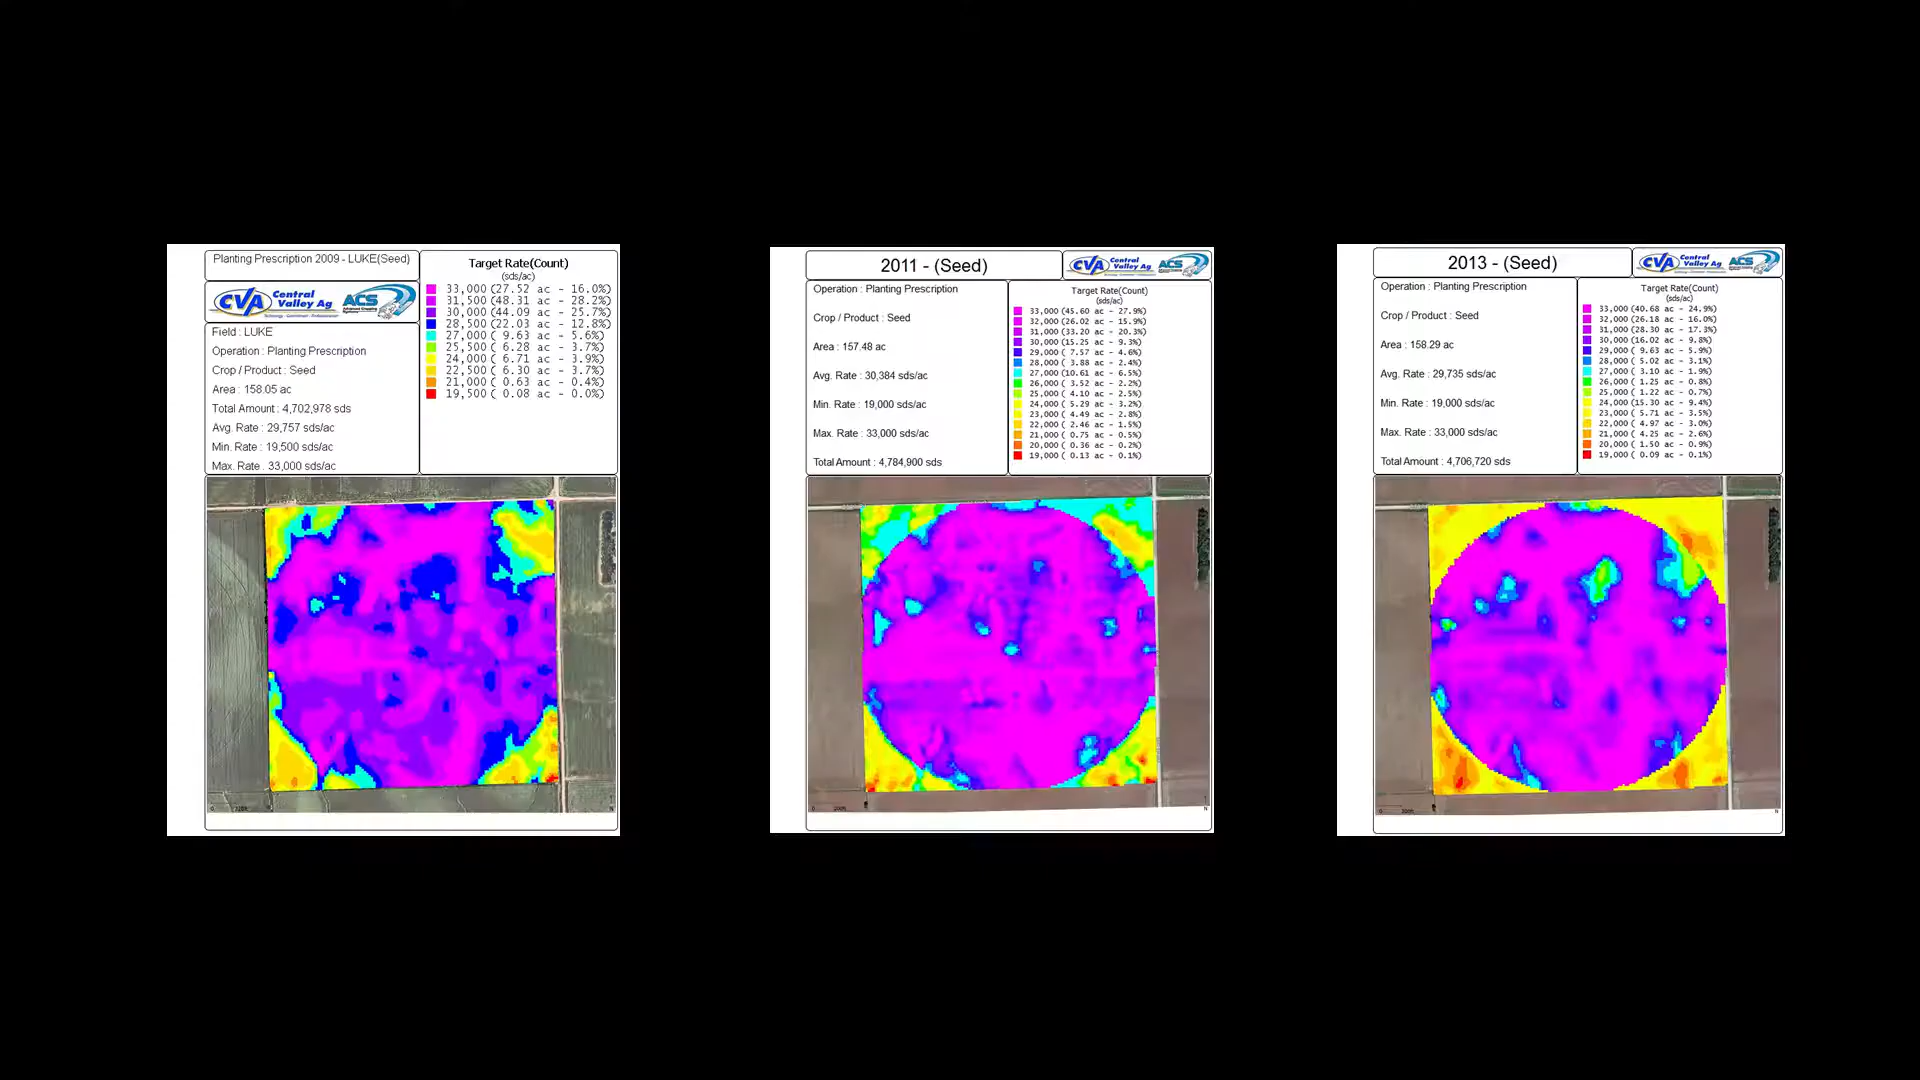 Planting Prescription 2009 - LUKE(Seed)
CVA Central Valley Ag ACS
Field : LUKE
Operation : Planting Prescription
Crop / Product : Seed
Area : 158.05 ac
Total Amount : 4,702,978 sds
Avg. Rate : 29,757 sds/ac
Min. Rate : 19,500 sds/ac
Max. Rate : 33,000 sds/ac
Target Rate(Count)
(sds/ac)
33,000 (27.52 ac - 16.0%)
31,500 (48.31 ac - 28.2%)
30,000 (44.09 ac - 25.7%)
28,500 (22.03 ac - 12.8%)
27,000 ( 9.63 ac - 5.6%)
25,500 ( 6.28 ac - 3.7%)
24,000 ( 6.71 ac - 3.9%)
22,500 ( 6.30 ac - 3.7%)
21,000 ( 0.63 ac - 0.4%)
19,500 ( 0.08 ac - 0.0%)
2011 - (Seed)
CVA Central Valley Ag ACS
Operation : Planting Prescription
Crop / Product : Seed
Area : 157.48 ac
Avg. Rate : 30,384 sds/ac
Min. Rate : 19,000 sds/ac
Max. Rate : 33,000 sds/ac
Total Amount : 4,784,900 sds
Target Rate(Count)
(sds/ac)
33,000 (45.60 ac - 27.9%)
32,000 (26.02 ac - 15.9%)
31,000 (33.20 ac - 20.3%)
30,000 (15.25 ac - 9.3%)
29,000 ( 7.57 ac - 4.6%)
28,000 ( 3.88 ac - 2.4%)
27,000 (10.61 ac - 6.5%)
26,000 ( 3.52 ac - 2.2%)
25,000 ( 4.10 ac - 2.5%)
24,000 ( 5.29 ac - 3.2%)
23,000 ( 4.49 ac - 2.8%)
22,000 ( 2.46 ac - 1.5%)
21,000 ( 0.75 ac - 0.5%)
20,000 ( 0.36 ac - 0.2%)
19,000 ( 0.13 ac - 0.1%)
2013 - (Seed)
CVA Central Valley Ag ACS
Operation : Planting Prescription
Crop / Product : Seed
Area : 158.29 ac
Avg. Rate : 29,735 sds/ac
Min. Rate : 19,000 sds/ac
Max. Rate : 33,000 sds/ac
Total Amount : 4,706,720 sds
Target Rate(Count)
(sds/ac)
33,000 (40.68 ac - 24.9%)
32,000 (26.18 ac - 16.0%)
31,000 (28.30 ac - 17.3%)
30,000 (16.02 ac - 9.8%)
29,000 ( 9.63 ac - 5.9%)
28,000 ( 5.02 ac - 3.1%)
27,000 ( 3.10 ac - 1.9%)
26,000 ( 1.25 ac - 0.8%)
25,000 ( 1.22 ac - 0.7%)
24,000 (15.30 ac - 9.4%)
23,000 ( 5.71 ac - 3.5%)
22,000 ( 4.97 ac - 3.0%)
21,000 ( 4.25 ac - 2.6%)
20,000 ( 1.50 ac - 0.9%)
19,000 ( 0.09 ac - 0.1%)